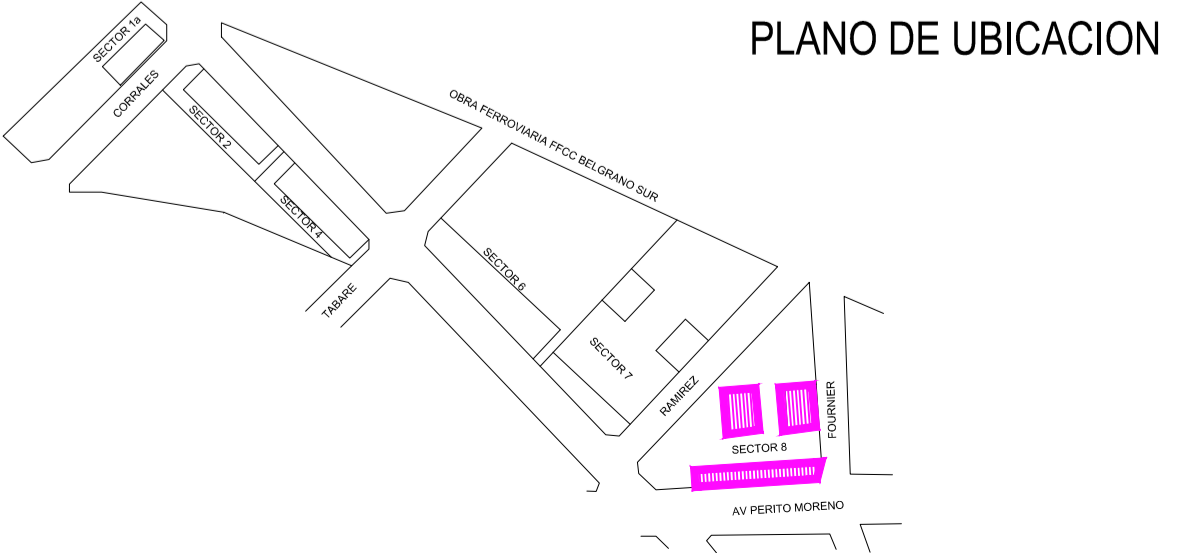 PLANO DE UBICACION
SECTOR 1a
CORRALES
SECTOR 2
OBRA FERROVIARIA FFCC BELGRANO SUR
SECTOR 4
TABARE
SECTOR 6
SECTOR 7
RAMIREZ
FOURNIER
SECTOR 8
AV PERITO MORENO